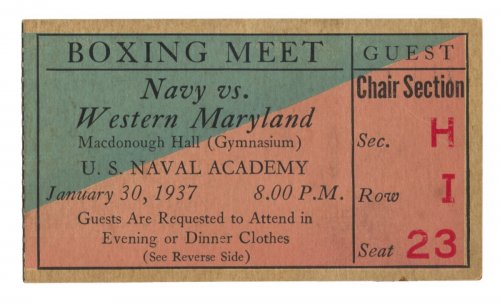 BOXING MEET
Navy vs.
Western Maryland
Macdonough Hall (Gymnasium)
U. S. NAVAL ACADEMY
January 30, 1937 8.00 P.M.
Guests Are Requested to Attend in
Evening or Dinner Clothes
(See Reverse Side)
GUEST
Chair Section
Sec. H
Row I
Seat 23